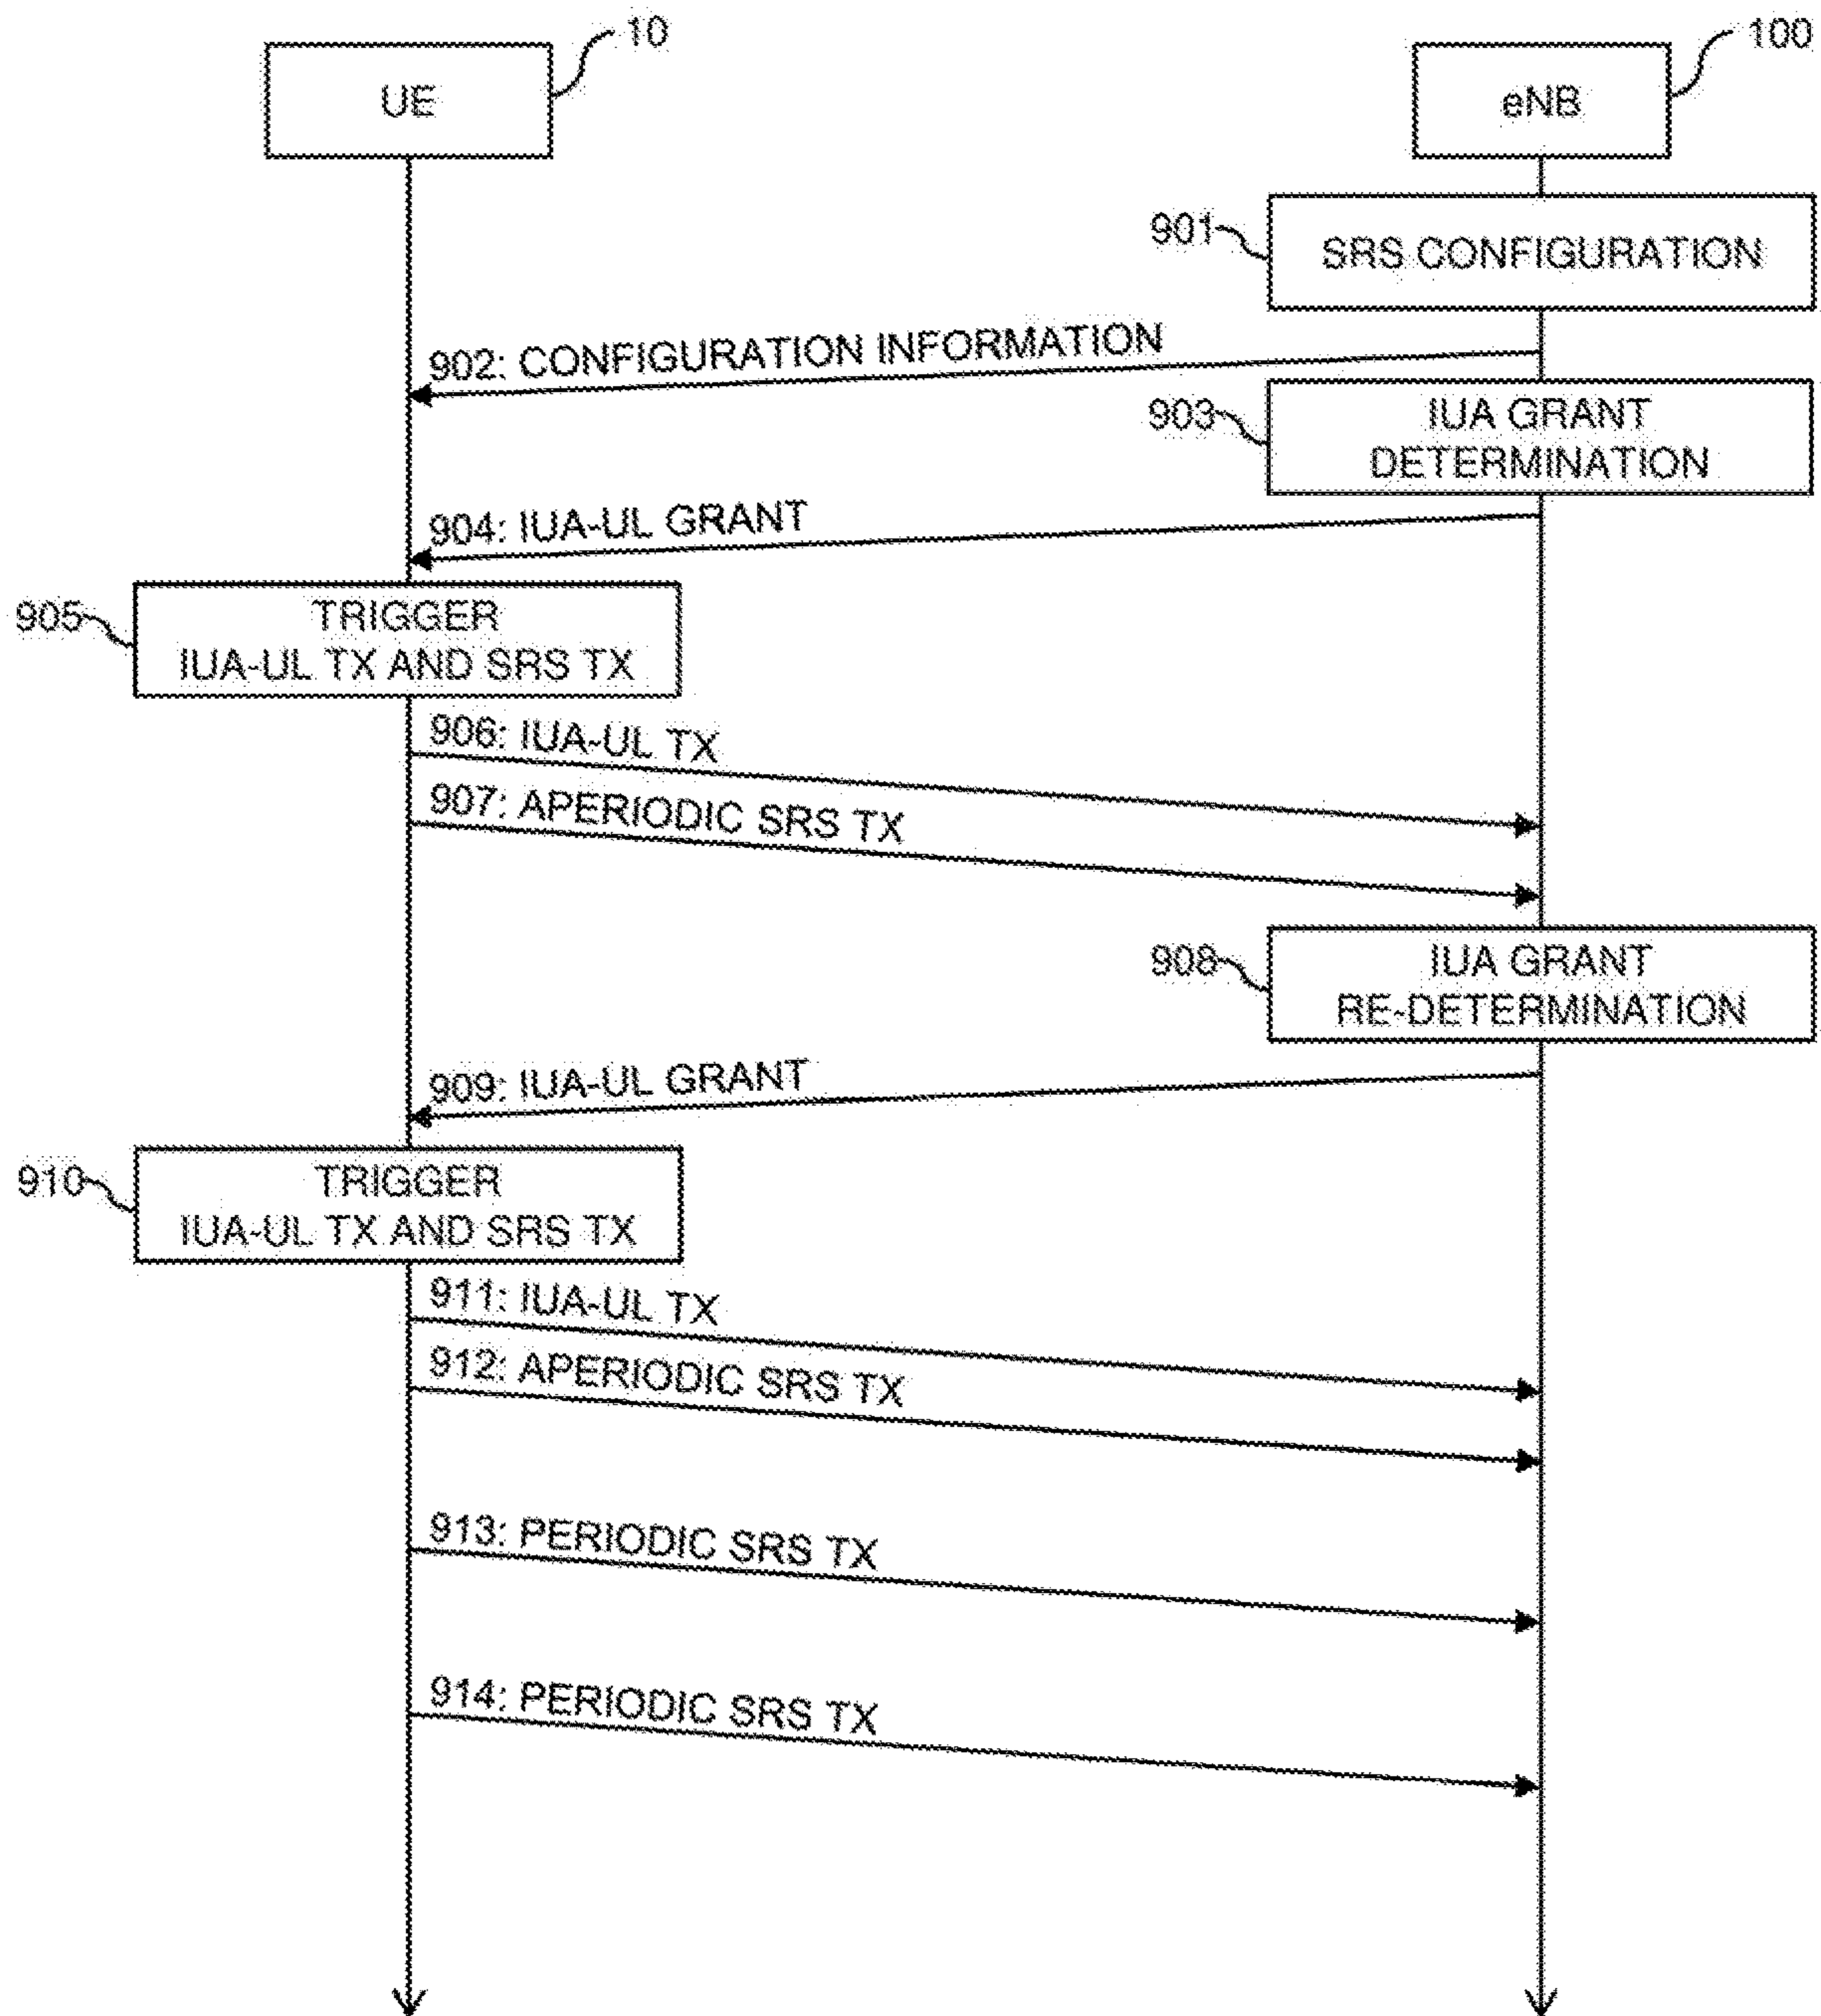 10
100
UE
eNB
901
SRS CONFIGURATION
902: CONFIGURATION INFORMATION
903
IUA GRANT
DETERMINATION
904: IUA-UL GRANT
905
TRIGGER
IUA-UL TX AND SRS TX
906: IUA-UL TX
907: APERIODIC SRS TX
908
IUA GRANT
RE-DETERMINATION
909: IUA-UL GRANT
910
TRIGGER
IUA-UL TX AND SRS TX
911: IUA-UL TX
912: APERIODIC SRS TX
913: PERIODIC SRS TX
914: PERIODIC SRS TX